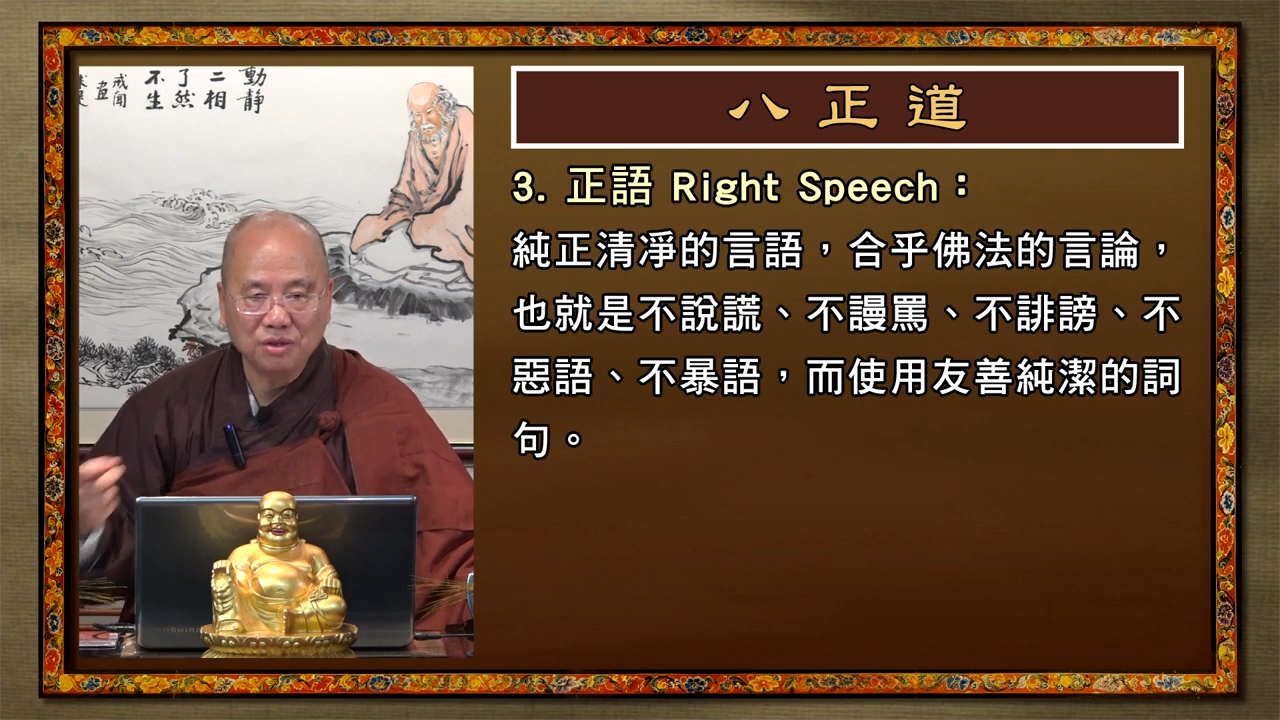 動靜
二相
了然
不生
戒聞
畫
八正道
3. 正語 Right Speech：
純正清淨的言語，合乎佛法的言論，
也就是不說謊、不謾罵、不誹謗、不
惡語、不暴語，而使用友善純潔的詞
句。